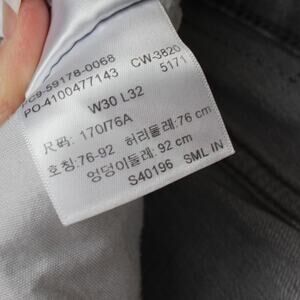 PC9-59178-0068 CW-3820
PO-4100477143 5171
W30 L32
尺码: 170/76A
호칭:76-92 허리둘레:76 cm
엉덩이둘레: 92 cm
S40196 SML IN